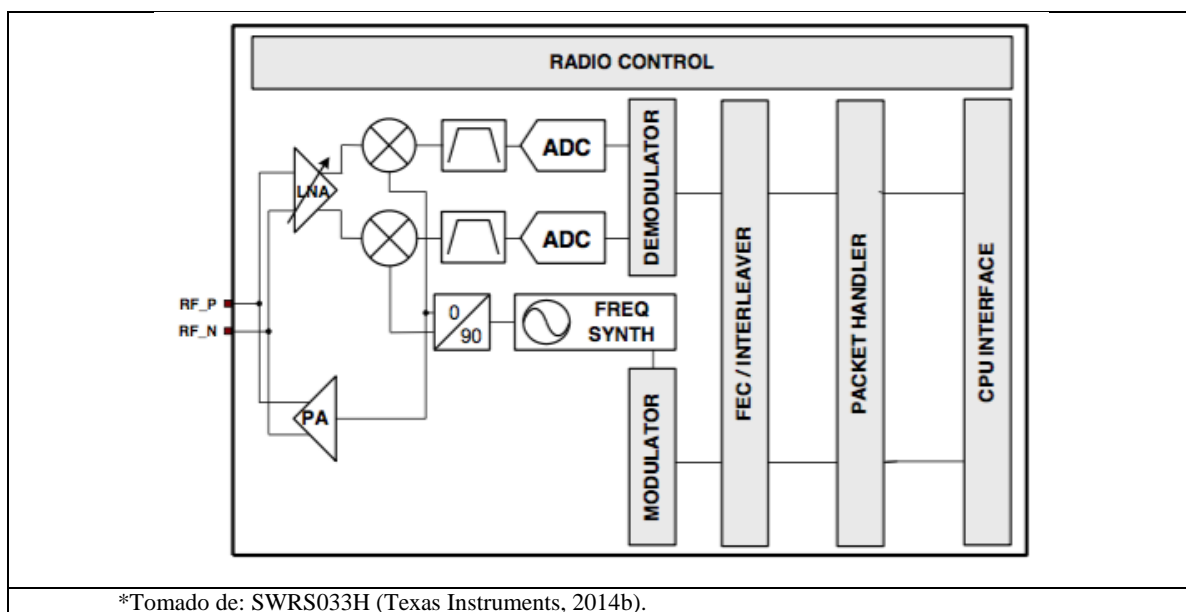 RADIO CONTROL
LNA
ADC
ADC
DEMODULATOR
FEC / INTERLEAVER
PACKET HANDLER
CPU INTERFACE
RF_P
RF_N
0
90
FREQ
SYNTH
PA
MODULATOR
*Tomado de: SWRS033H (Texas Instruments, 2014b).